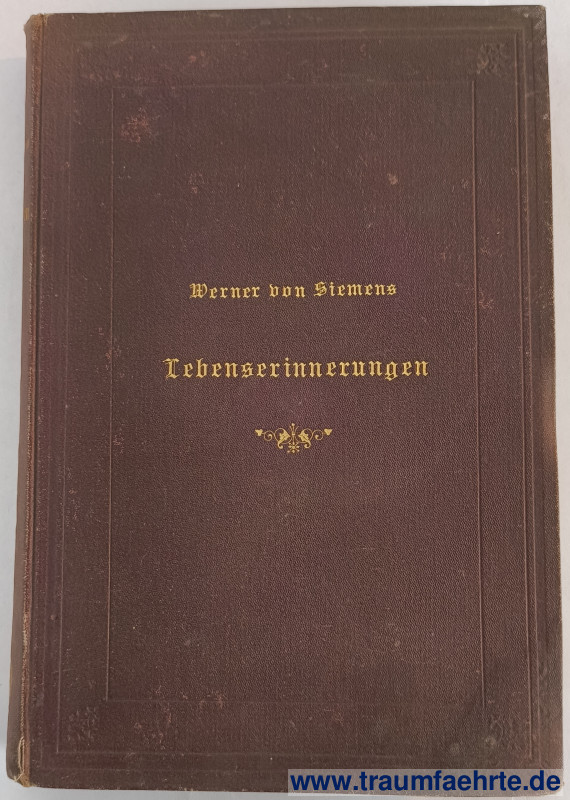 Werner von Siemens
Lebenserinnerungen
www.traumfaehrte.de